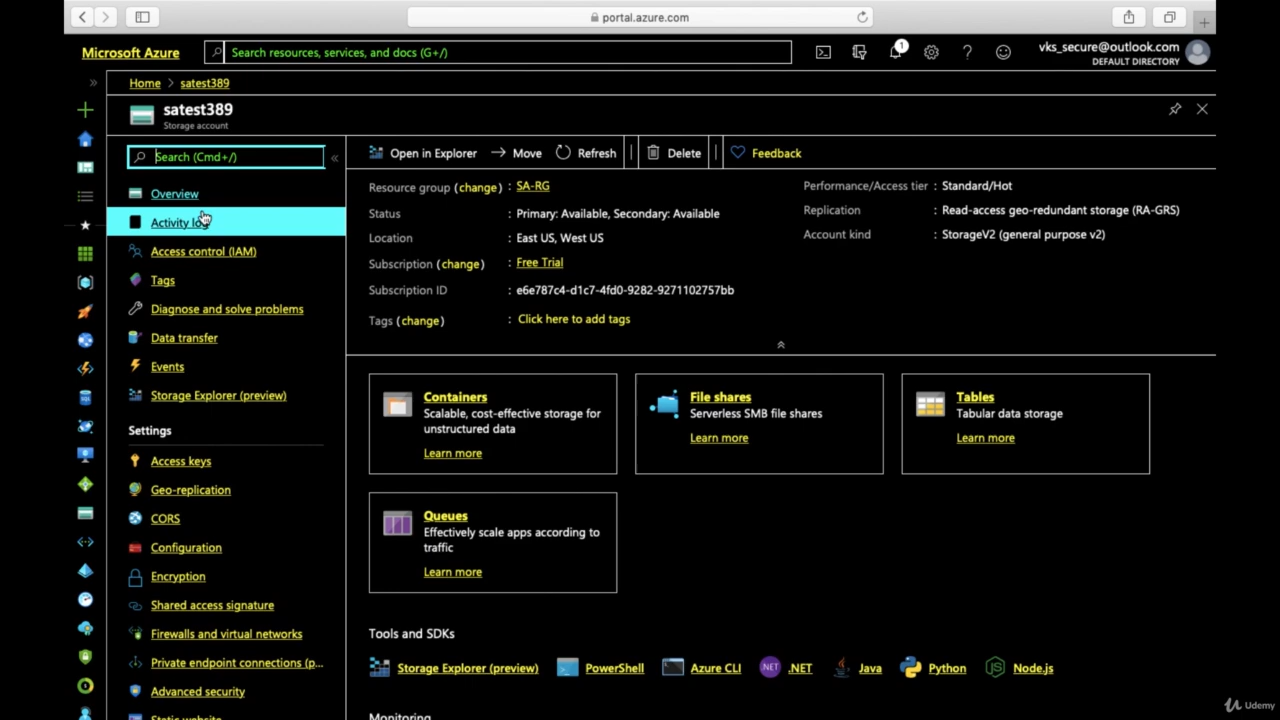 portal.azure.com
Microsoft Azure
Search resources, services, and docs (G+/)
1
vks_secure@outlook.com
DEFAULT DIRECTORY
Home > satest389
satest389
Storage account
Search (Cmd+/)
Overview
Activity log
Access control (IAM)
Tags
Diagnose and solve problems
Data transfer
Events
Storage Explorer (preview)
Settings
Access keys
Geo-replication
CORS
Configuration
Encryption
Shared access signature
Firewalls and virtual networks
Private endpoint connections (p...
Advanced security
Static website
Open in Explorer
Move
Refresh
Delete
Feedback
Resource group (change) : SA-RG
Status : Primary: Available, Secondary: Available
Location : East US, West US
Subscription (change) : Free Trial
Subscription ID : e6e787c4-d1c7-4fd0-9282-9271102757bb
Tags (change) : Click here to add tags
Performance/Access tier : Standard/Hot
Replication : Read-access geo-redundant storage (RA-GRS)
Account kind : StorageV2 (general purpose v2)
Containers
Scalable, cost-effective storage for
unstructured data
Learn more
File shares
Serverless SMB file shares
Learn more
Tables
Tabular data storage
Learn more
Queues
Effectively scale apps according to
traffic
Learn more
Tools and SDKs
Storage Explorer (preview)
PowerShell
Azure CLI
NET
.NET
Java
Python
Node.js
Monitoring
Udemy